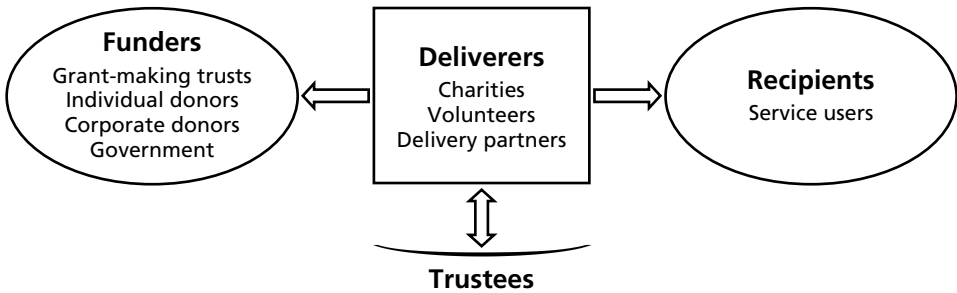 Funders
Grant-making trusts
Individual donors
Corporate donors
Government
Deliverers
Charities
Volunteers
Delivery partners
Recipients
Service users
Trustees